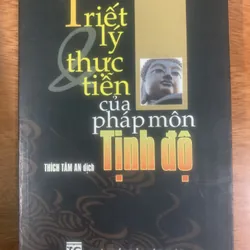 Triết
lý
&
thực
tiễn
của
pháp môn
Tịnh độ
THÍCH TÂM AN dịch